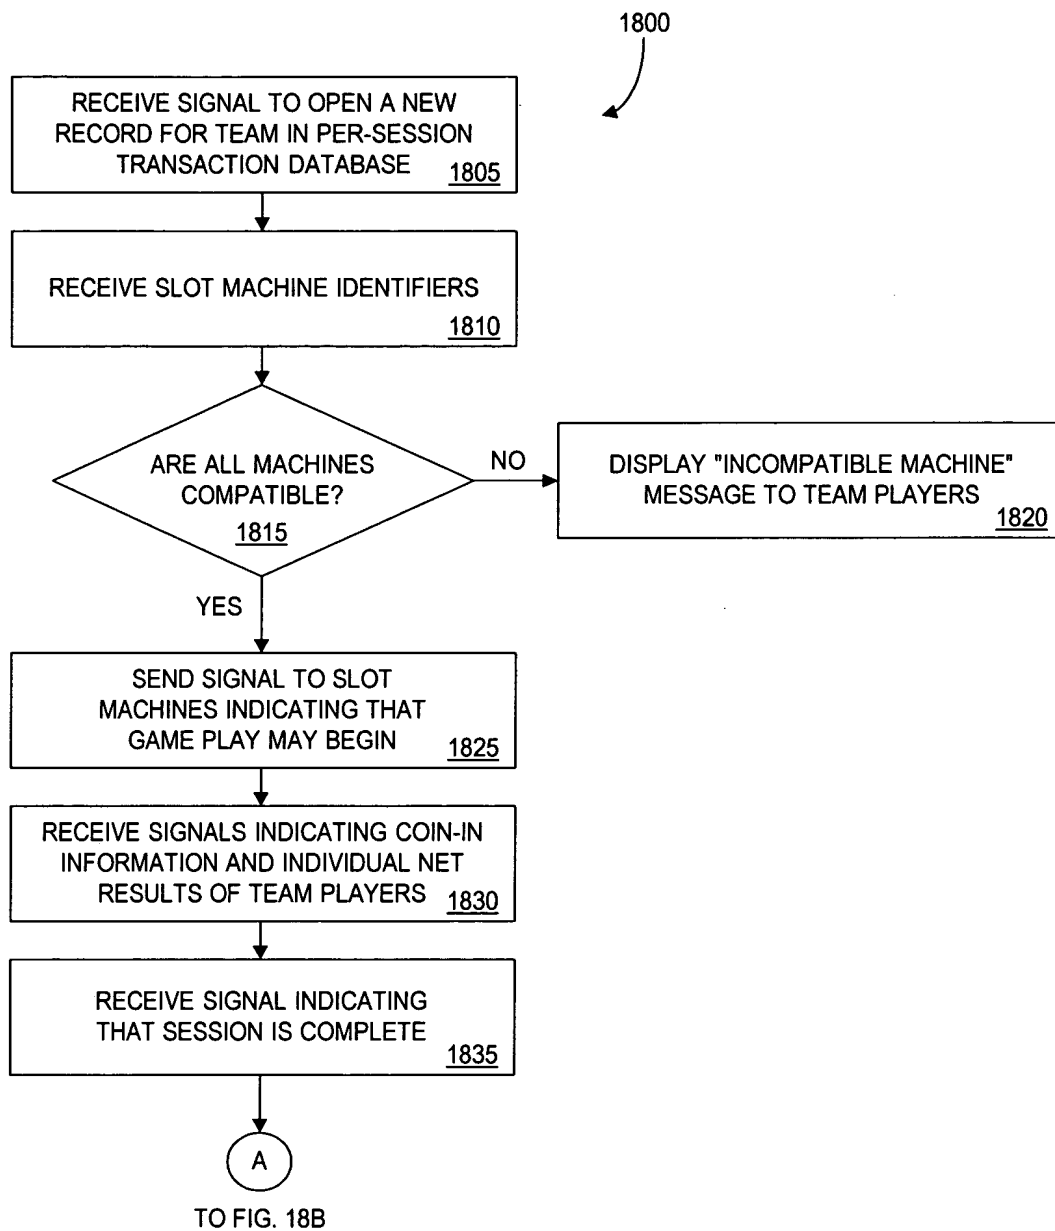 1800
RECEIVE SIGNAL TO OPEN A NEW
RECORD FOR TEAM IN PER-SESSION
TRANSACTION DATABASE
1805
RECEIVE SLOT MACHINE IDENTIFIERS
1810
ARE ALL MACHINES
COMPATIBLE?
1815
NO
DISPLAY "INCOMPATIBLE MACHINE"
MESSAGE TO TEAM PLAYERS
1820
YES
SEND SIGNAL TO SLOT
MACHINES INDICATING THAT
GAME PLAY MAY BEGIN
1825
RECEIVE SIGNALS INDICATING COIN-IN
INFORMATION AND INDIVIDUAL NET
RESULTS OF TEAM PLAYERS
1830
RECEIVE SIGNAL INDICATING
THAT SESSION IS COMPLETE
1835
A
TO FIG. 18B